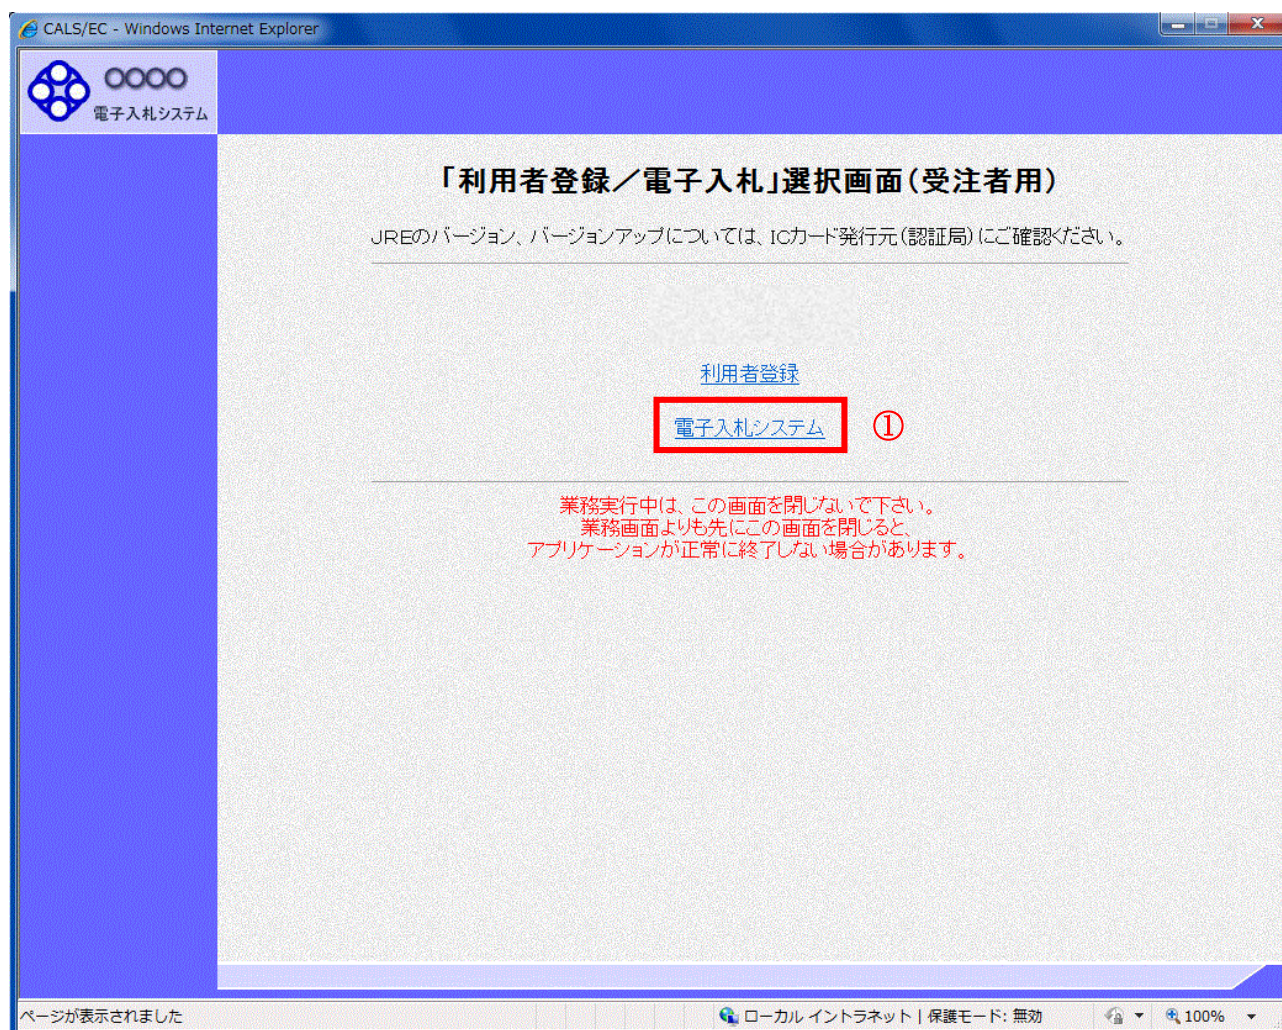 CALS/EC - Windows Internet Explorer
○○○○
電子入札システム
「利用者登録／電子入札」選択画面（受注者用）
JREのバージョン、バージョンアップについては、ICカード発行元（認証局）にご確認ください。
利用者登録
電子入札システム ①
業務実行中は、この画面を閉じないで下さい。
業務画面よりも先にこの画面を閉じると、
アプリケーションが正常に終了しない場合があります。
ページが表示されました ローカル イントラネット | 保護モード: 無効 100%